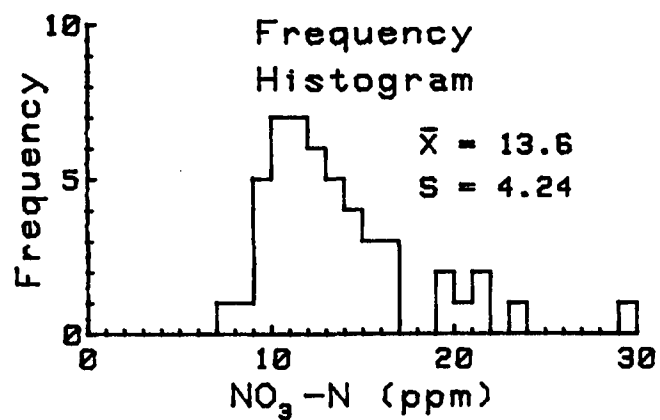 Frequency
Histogram
X̄ = 13.6
S = 4.24
Frequency
10
5
0
0 10 20 30
NO₃-N (ppm)